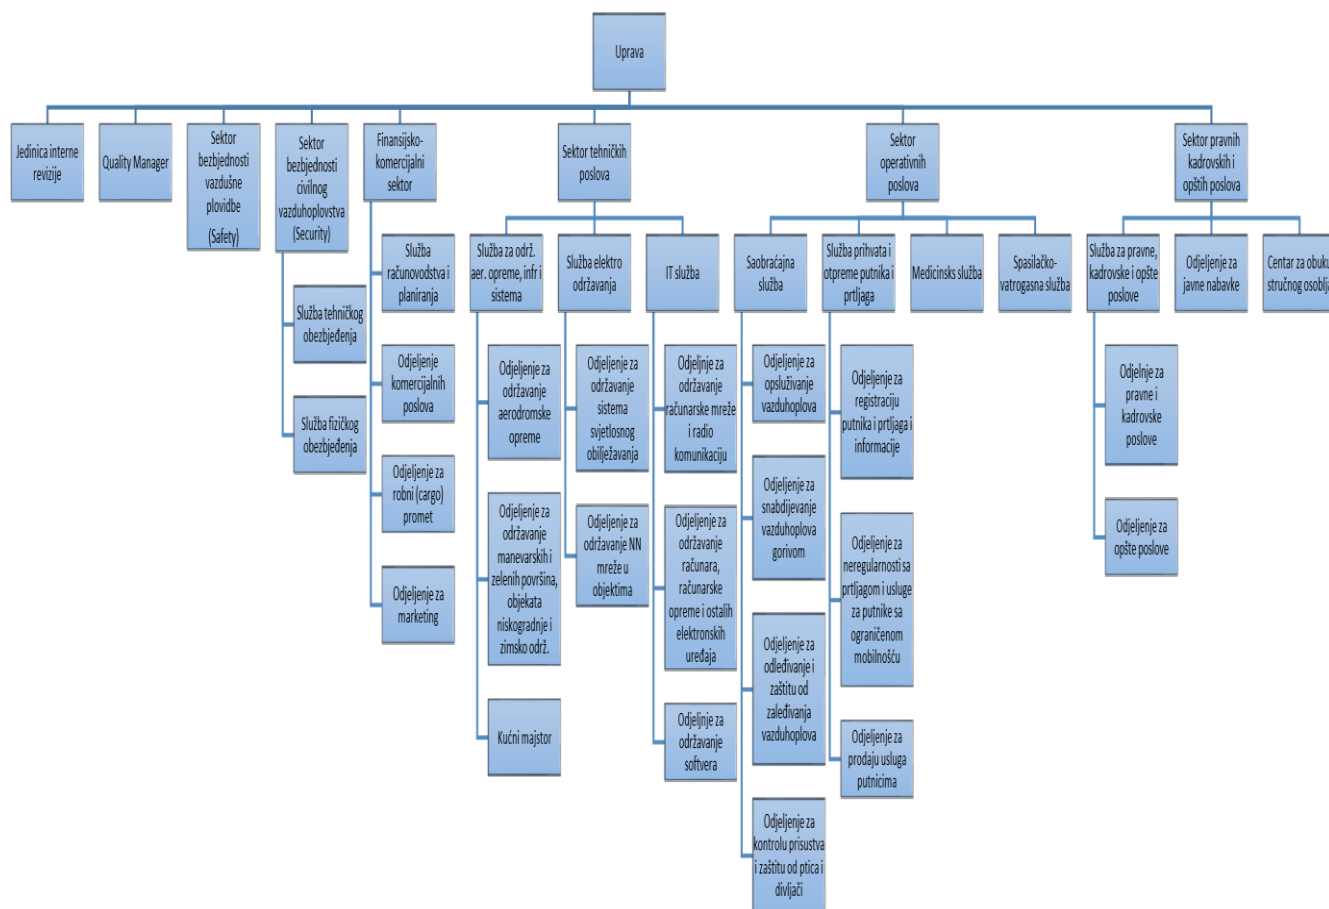 Uprava
Jedinica interne
revizije
Quality Manager
Sektor
bezbjednosti
vazdušne
plovidbe
(Safety)
Sektor
bezbjednosti
civilnog
vazduhoplovstva
(Security)
Finansijsko-
komercijalni
sektor
Sektor tehničkih
poslova
Sektor
operativnih
poslova
Sektor pravnih
kadrovskih i
opštih poslova
Služba tehničkog
obezbjeđenja
Služba fizičkog
obezbjeđenja
Služba
računovodstva i
planiranja
Odjeljenje
komercijalnih
poslova
Odjeljenje za
robni (cargo)
promet
Odjeljenje za
marketing
Služba za održ.
aer. opreme, infr i
sistema
Služba elektro
održavanja
IT služba
Odjeljenje za
održavanje
aerodromske
opreme
Odjeljenje za
održavanje
manevarskih i
zelenih površina,
objekata
niskogradnje i
zimsko održ.
Kućni majstor
Odjeljenje za
održavanje
sistema
svjetlosnog
obilježavanja
Odjeljenje za
održavanje NN
mreže u
objektima
Odjeljnje za
održavanje
računarske mreže
i radio
komunikaciju
Odjeljenje za
održavanje
računara,
računarske
opreme i ostalih
elektronskih
uređaja
Odjeljnje za
održavanje
softvera
Saobraćajna
služba
Služba prihvata i
otpreme putnika i
prtljaga
Medicinsks služba
Spasilačko-
vatrogasna služba
Odjeljenje za
opsluživanje
vazduhoplova
Odjeljenje za
snabdijevanje
vazduhoplova
gorivom
Odjeljenje za
odleđivanje i
zaštitu od
zaleđivanja
vazduhoplova
Odjeljenje za
kontrolu prisustva
i zaštitu od ptica i
divljači
Odjeljenje za
registraciju
putnika i prtljaga i
informacije
Odjeljenje za
neregularnosti sa
prtljagom i usluge
za putnike sa
ograničenom
mobilnošću
Odjeljenje za
prodaju usluga
putnicima
Služba za pravne,
kadrovske i opšte
poslove
Odjeljenje za
javne nabavke
Centar za obuku
stručnog osoblja
Odjelnje za
pravne i
kadrovske
poslove
Odjeljenje za
opšte poslove